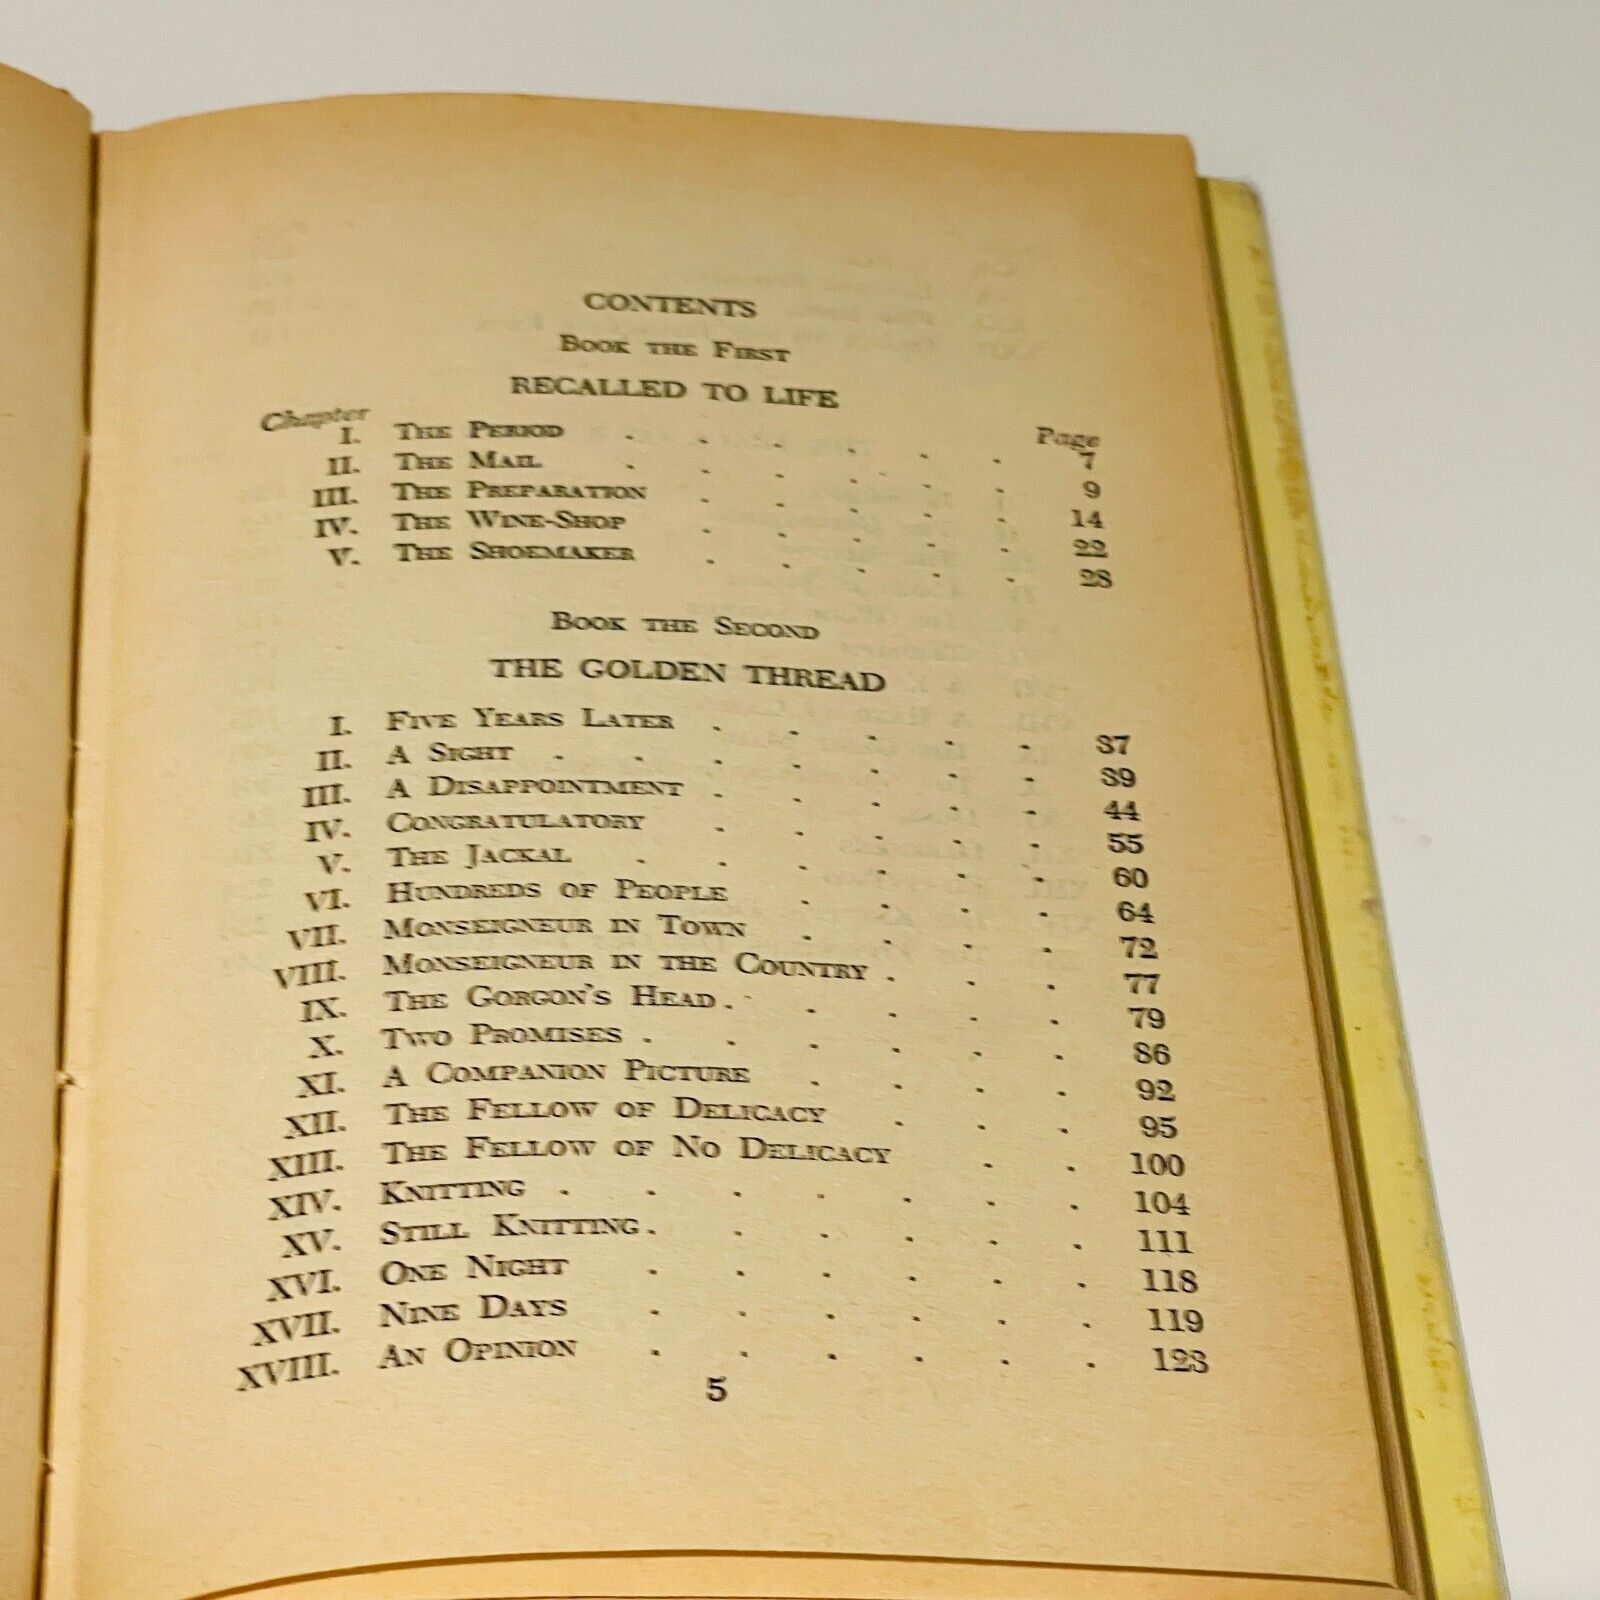 CONTENTS
Book the First
RECALLED TO LIFE
Chapter Page
I. The Period . . . . . . 7
II. The Mail . . . . . . 9
III. The Preparation . . . . . 14
IV. The Wine-Shop . . . . . 22
V. The Shoemaker . . . . . 28
Book the Second
THE GOLDEN THREAD
I. Five Years Later . . . . . 37
II. A Sight . . . . . . . 39
III. A Disappointment . . . . . 44
IV. Congratulatory . . . . . 55
V. The Jackal . . . . . . 60
VI. Hundreds of People . . . . 64
VII. Monseigneur in Town . . . . 72
VIII. Monseigneur in the Country . . . 77
IX. The Gorgon's Head . . . . . 79
X. Two Promises . . . . . . 86
XI. A Companion Picture . . . . 92
XII. The Fellow of Delicacy . . . 95
XIII. The Fellow of No Delicacy . . 100
XIV. Knitting . . . . . . . 104
XV. Still Knitting . . . . . . 111
XVI. One Night . . . . . . 118
XVII. Nine Days . . . . . . 119
XVIII. An Opinion . . . . . . 123
5